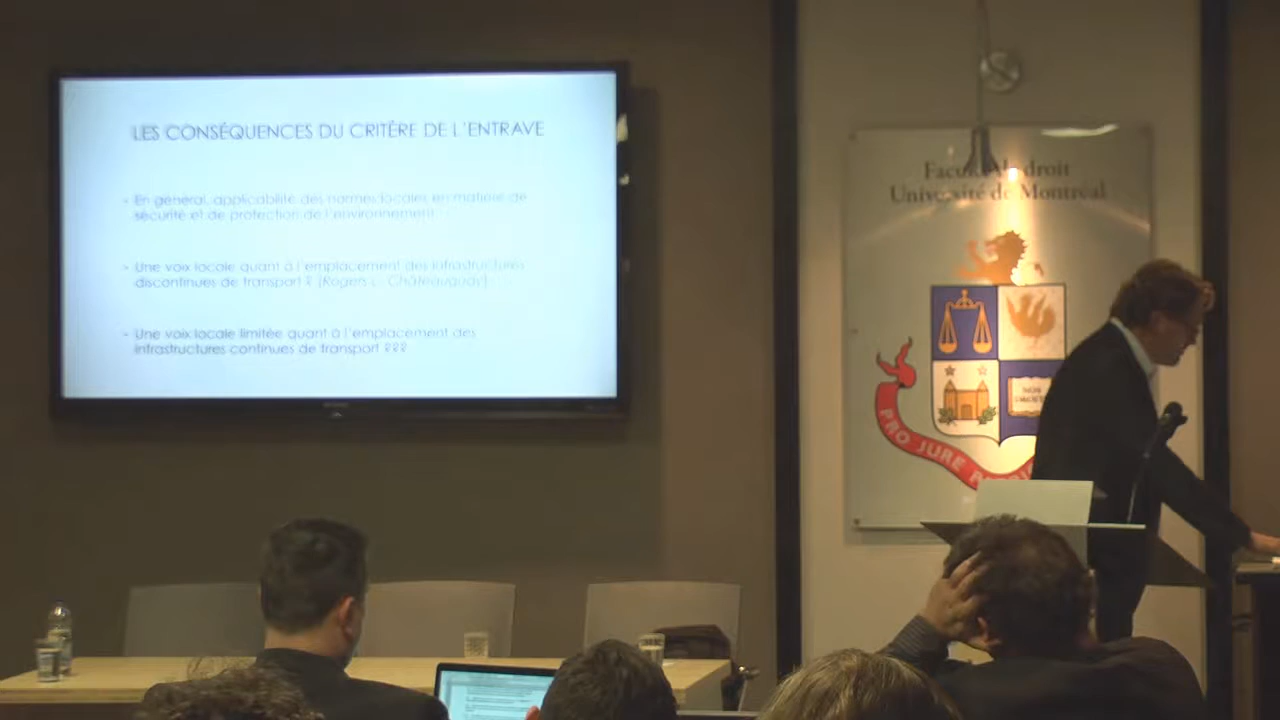 LES CONSÉQUENCES DU CRITÈRE DE L'ENTRAVE
- En général, applicabilité des normes locales en matière de
sécurité et de protection de l'environnement
- Une voix locale quant à l'emplacement des infrastructures
discontinues de transport ? (Rogers c. Châteauguay)
- Une voix locale limitée quant à l'emplacement des
infrastructures continues de transport ???
Faculté de droit
Université de Montréal
PRO JURE